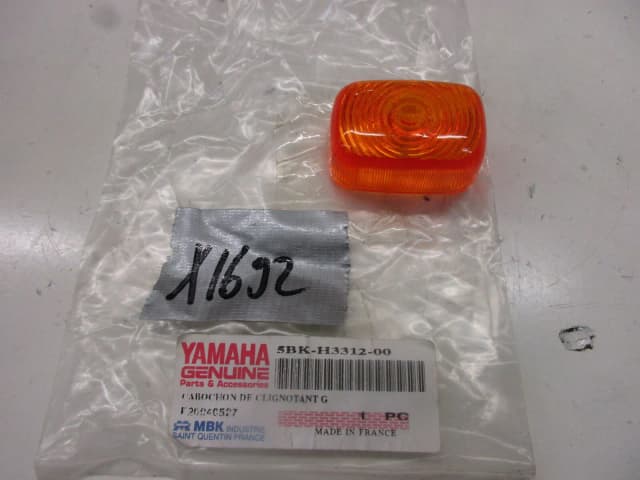 X1692
YAMAHA
GENUINE
Parts & Accessories
5BK-H3312-00
CABOCHON DE CLIGNOTANT G
1 PG
MBK INDUSTRIE
SAINT QUENTIN FRANCE
MADE IN FRANCE